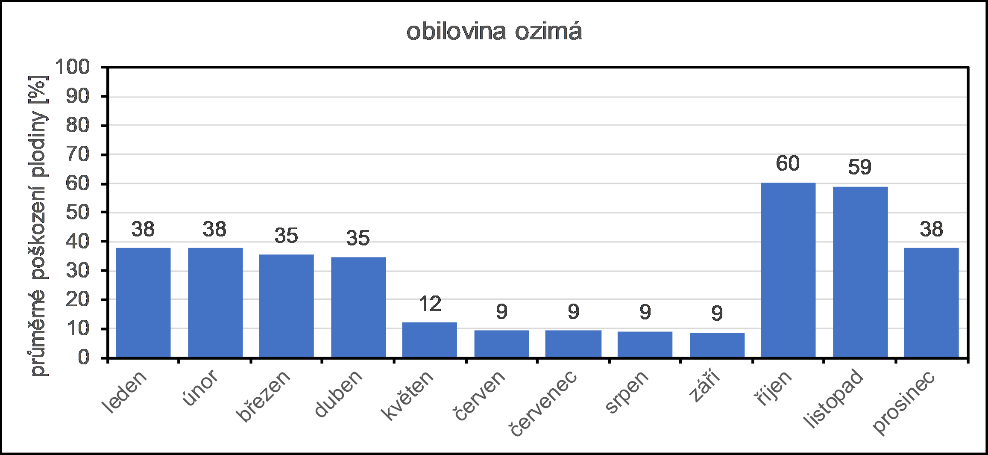 obilovina ozimá
průměrné poškození plodiny [%]
100
90
80
70
60
50
40
30
20
10
0
38
38
35
35
12
9
9
9
9
60
59
38
leden
únor
březen
duben
květen
červen
červenec
srpen
září
říjen
listopad
prosinec